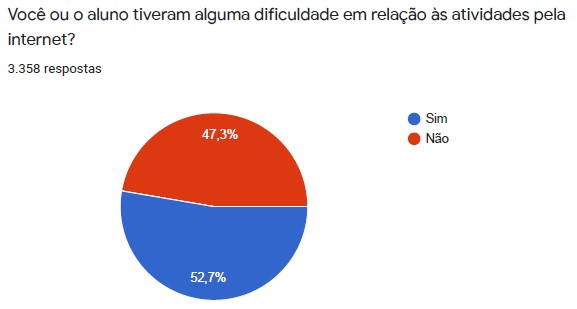 Você ou o aluno tiveram alguma dificuldade em relação às atividades pela
internet?
3.358 respostas
Sim
Não
47,3%
52,7%